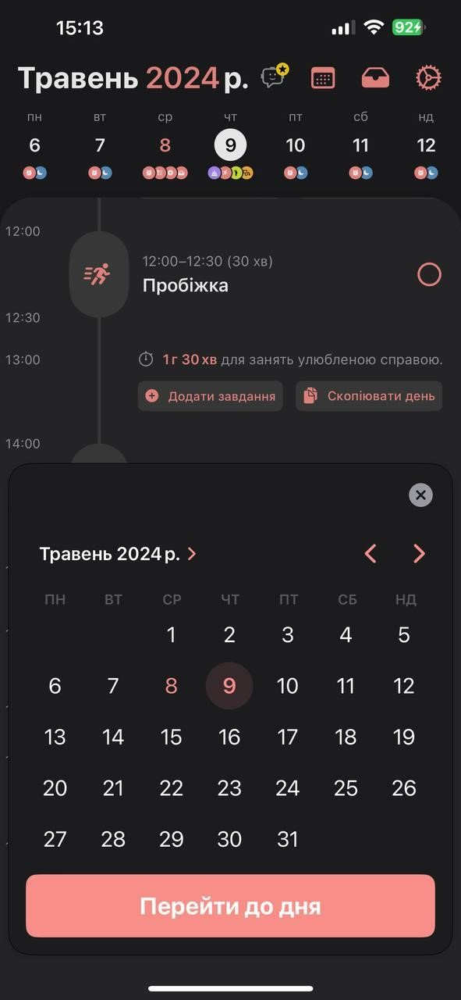 15:13
92
Травень 2024 р.
пн вт ср чт пт сб нд
6 7 8 9 10 11 12
12:00
12:00–12:30 (30 хв)
Пробіжка
12:30
13:00
1 г 30 хв для занять улюбленою справою.
Додати завдання
Скопіювати день
14:00
Травень 2024 р.
ПН ВТ СР ЧТ ПТ СБ НД
1 2 3 4 5
6 7 8 9 10 11 12
13 14 15 16 17 18 19
20 21 22 23 24 25 26
27 28 29 30 31
Перейти до дня